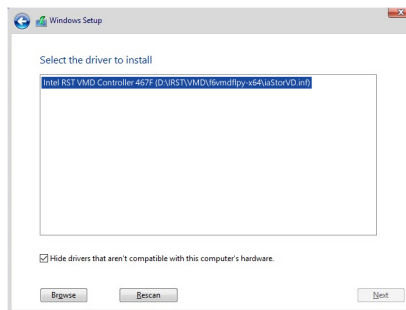 Windows Setup
Select the driver to install
Intel RST VMD Controller 467F (D:\IRST\VMD\f6vmdflpy-x64\iaStorVD.inf)
Hide drivers that aren't compatible with this computer's hardware.
Browse Rescan Next